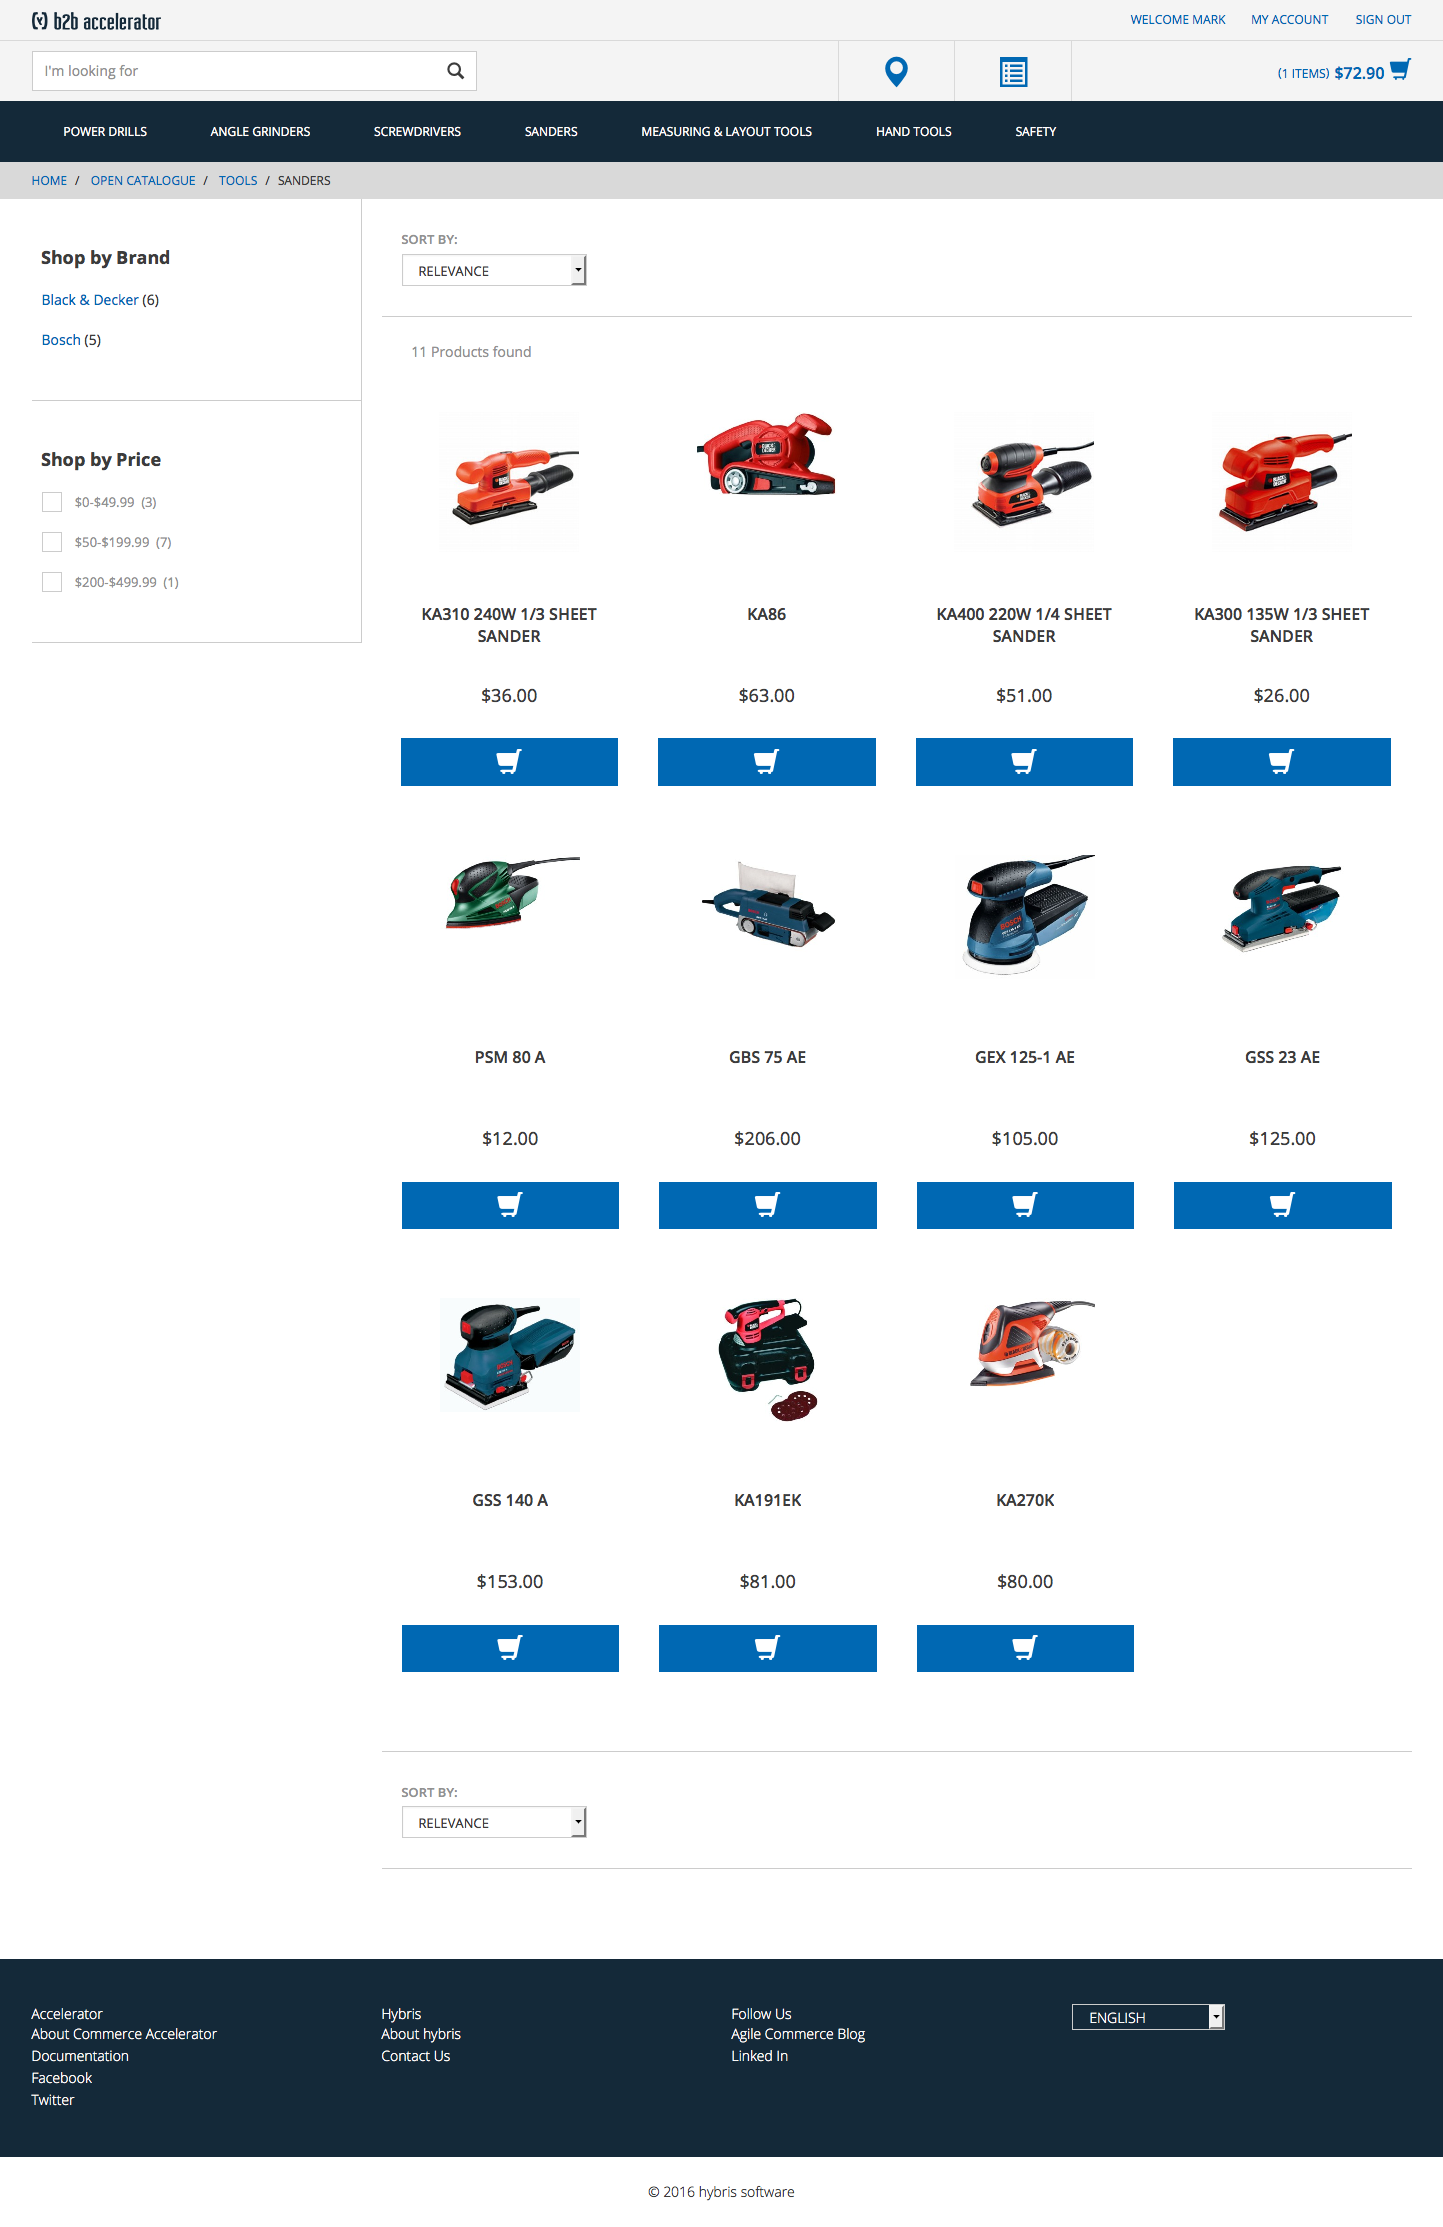 b2b accelerator
WELCOME MARK MY ACCOUNT SIGN OUT
I'm looking for
(1 ITEMS) $72.90
POWER DRILLS ANGLE GRINDERS SCREWDRIVERS SANDERS MEASURING & LAYOUT TOOLS HAND TOOLS SAFETY
HOME / OPEN CATALOGUE / TOOLS / SANDERS
Shop by Brand
Black & Decker (6)
Bosch (5)
Shop by Price
$0-$49.99 (3)
$50-$199.99 (7)
$200-$499.99 (1)
SORT BY:
RELEVANCE
11 Products found
KA310 240W 1/3 SHEET
SANDER
$36.00
KA86
$63.00
KA400 220W 1/4 SHEET
SANDER
$51.00
KA300 135W 1/3 SHEET
SANDER
$26.00
PSM 80 A
$12.00
GBS 75 AE
$206.00
GEX 125-1 AE
$105.00
GSS 23 AE
$125.00
GSS 140 A
$153.00
KA191EK
$81.00
KA270K
$80.00
SORT BY:
RELEVANCE
Accelerator
About Commerce Accelerator
Documentation
Facebook
Twitter
Hybris
About hybris
Contact Us
Follow Us
Agile Commerce Blog
Linked In
ENGLISH
© 2016 hybris software